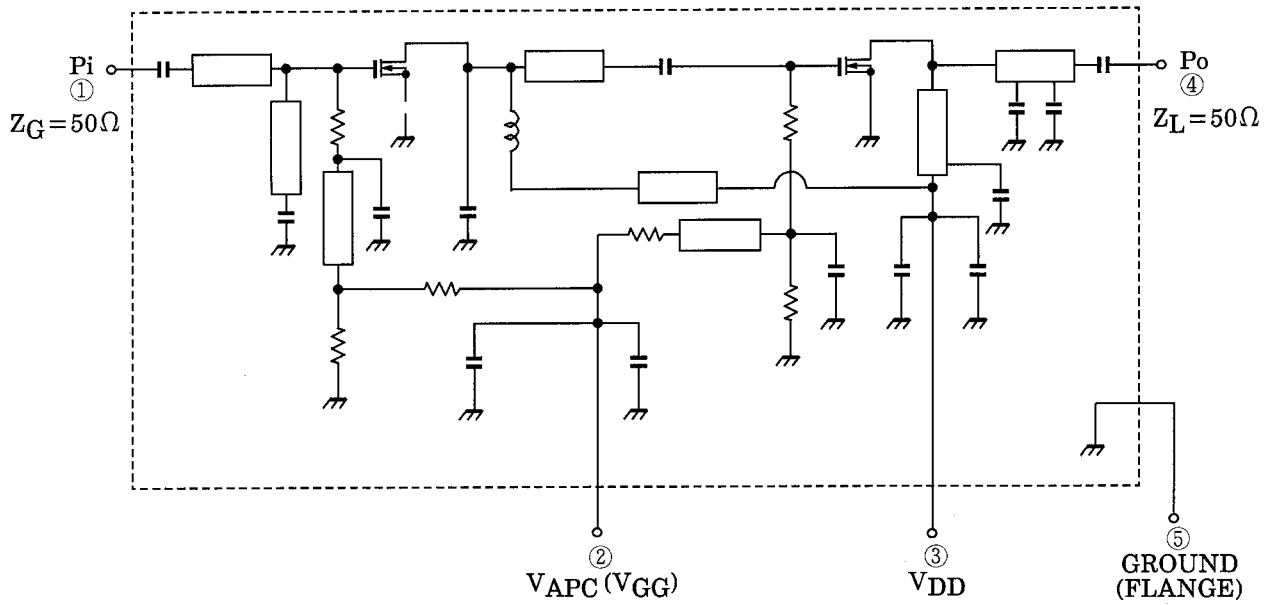 Pi
①
ZG=50Ω
Po
④
ZL=50Ω
②
VAPC (VGG)
③
VDD
⑤
GROUND
(FLANGE)